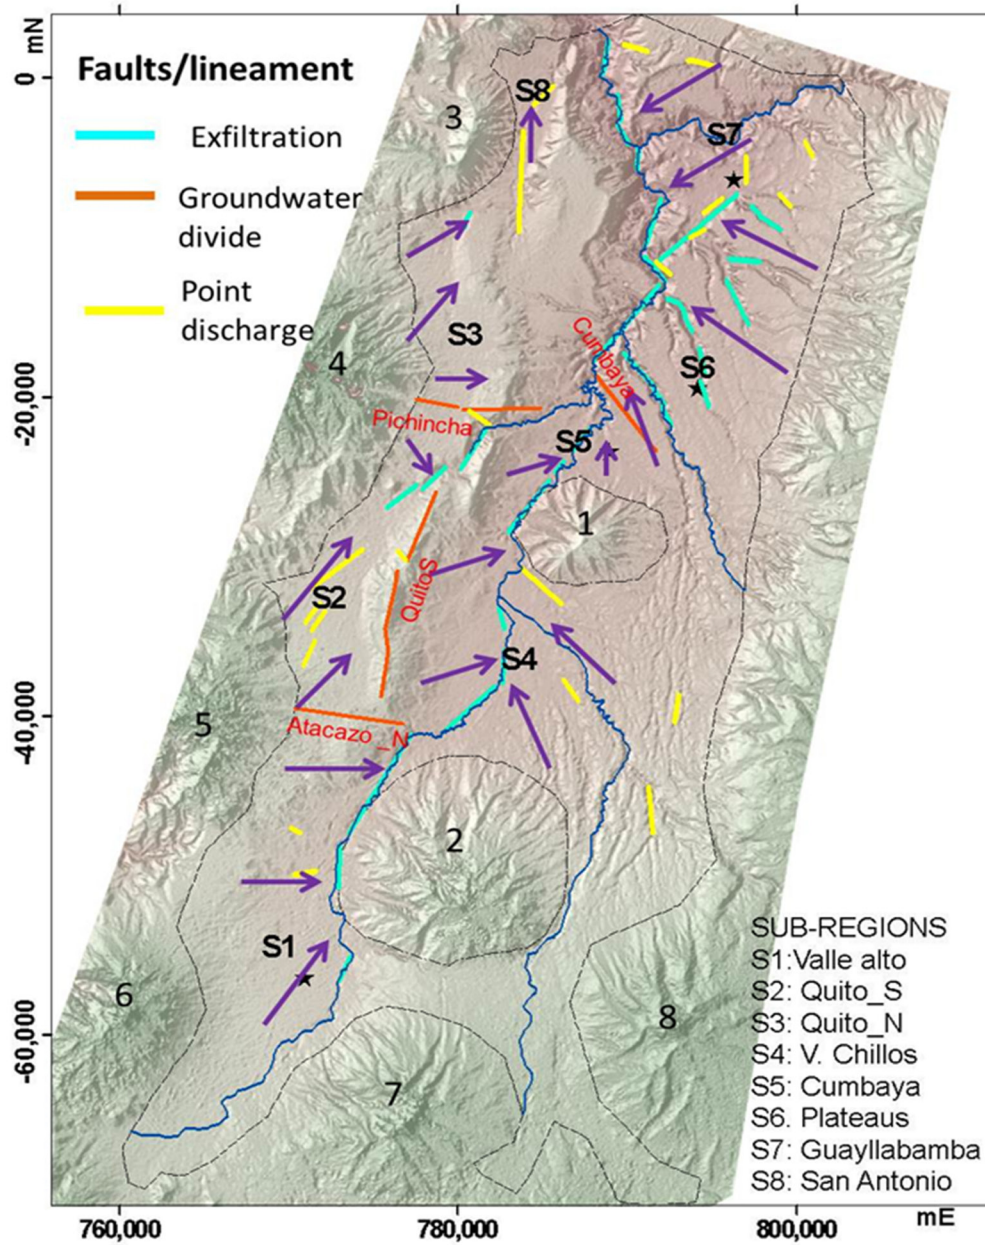 mN
0
-20,000
-40,000
-60,000
Faults/lineament
Exfiltration
Groundwater
divide
Point
discharge
3
S8
S7
S3
4
Cumbaya
S6
Pichincha
S5
1
QuitoS
S2
S4
5
Atacazo _N
2
S1
6
7
8
SUB-REGIONS
S1:Valle alto
S2: Quito_S
S3: Quito_N
S4: V. Chillos
S5: Cumbaya
S6. Plateaus
S7: Guayllabamba
S8: San Antonio
760,000
780,000
800,000
mE